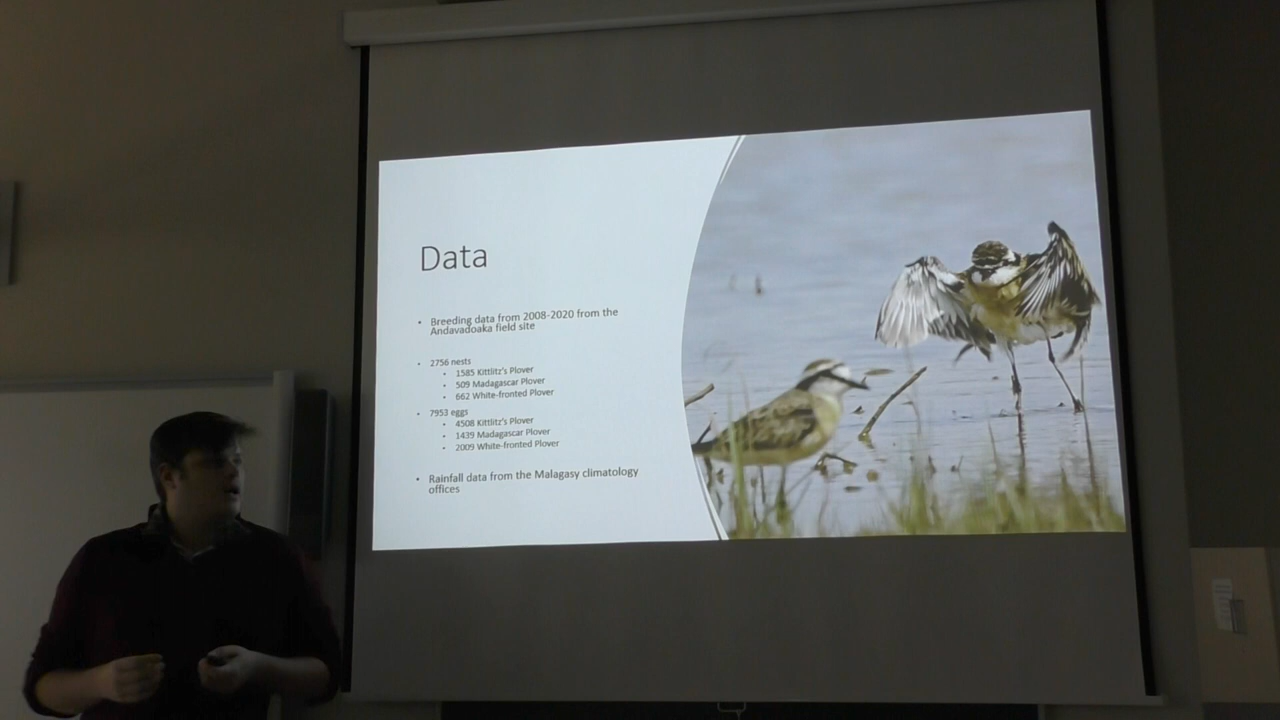 Data
• Breeding data from 2008-2020 from the
Andavadoaka field site
• 2756 nests
• 1585 Kittlitz's Plover
• 509 Madagascar Plover
• 662 White-fronted Plover
• 7953 eggs
• 4508 Kittlitz's Plover
• 1439 Madagascar Plover
• 2009 White-fronted Plover
• Rainfall data from the Malagasy climatology
offices